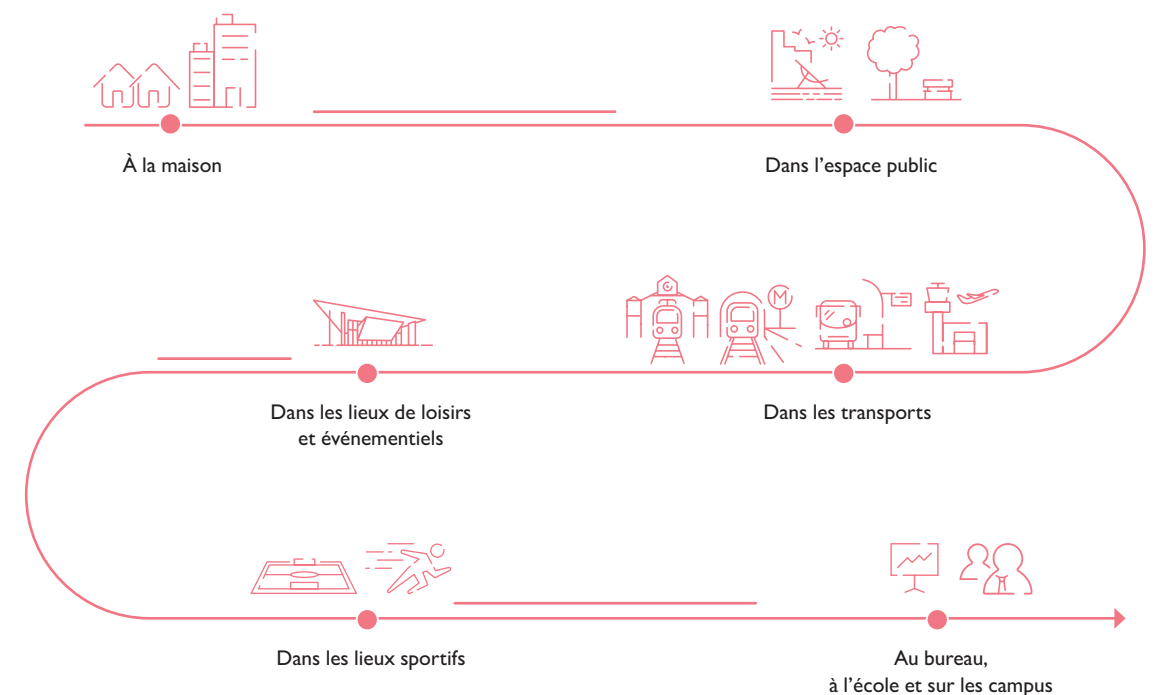 À la maison
Dans l’espace public
M
Dans les lieux de loisirs
et événementiels
Dans les transports
Dans les lieux sportifs
Au bureau,
à l’école et sur les campus